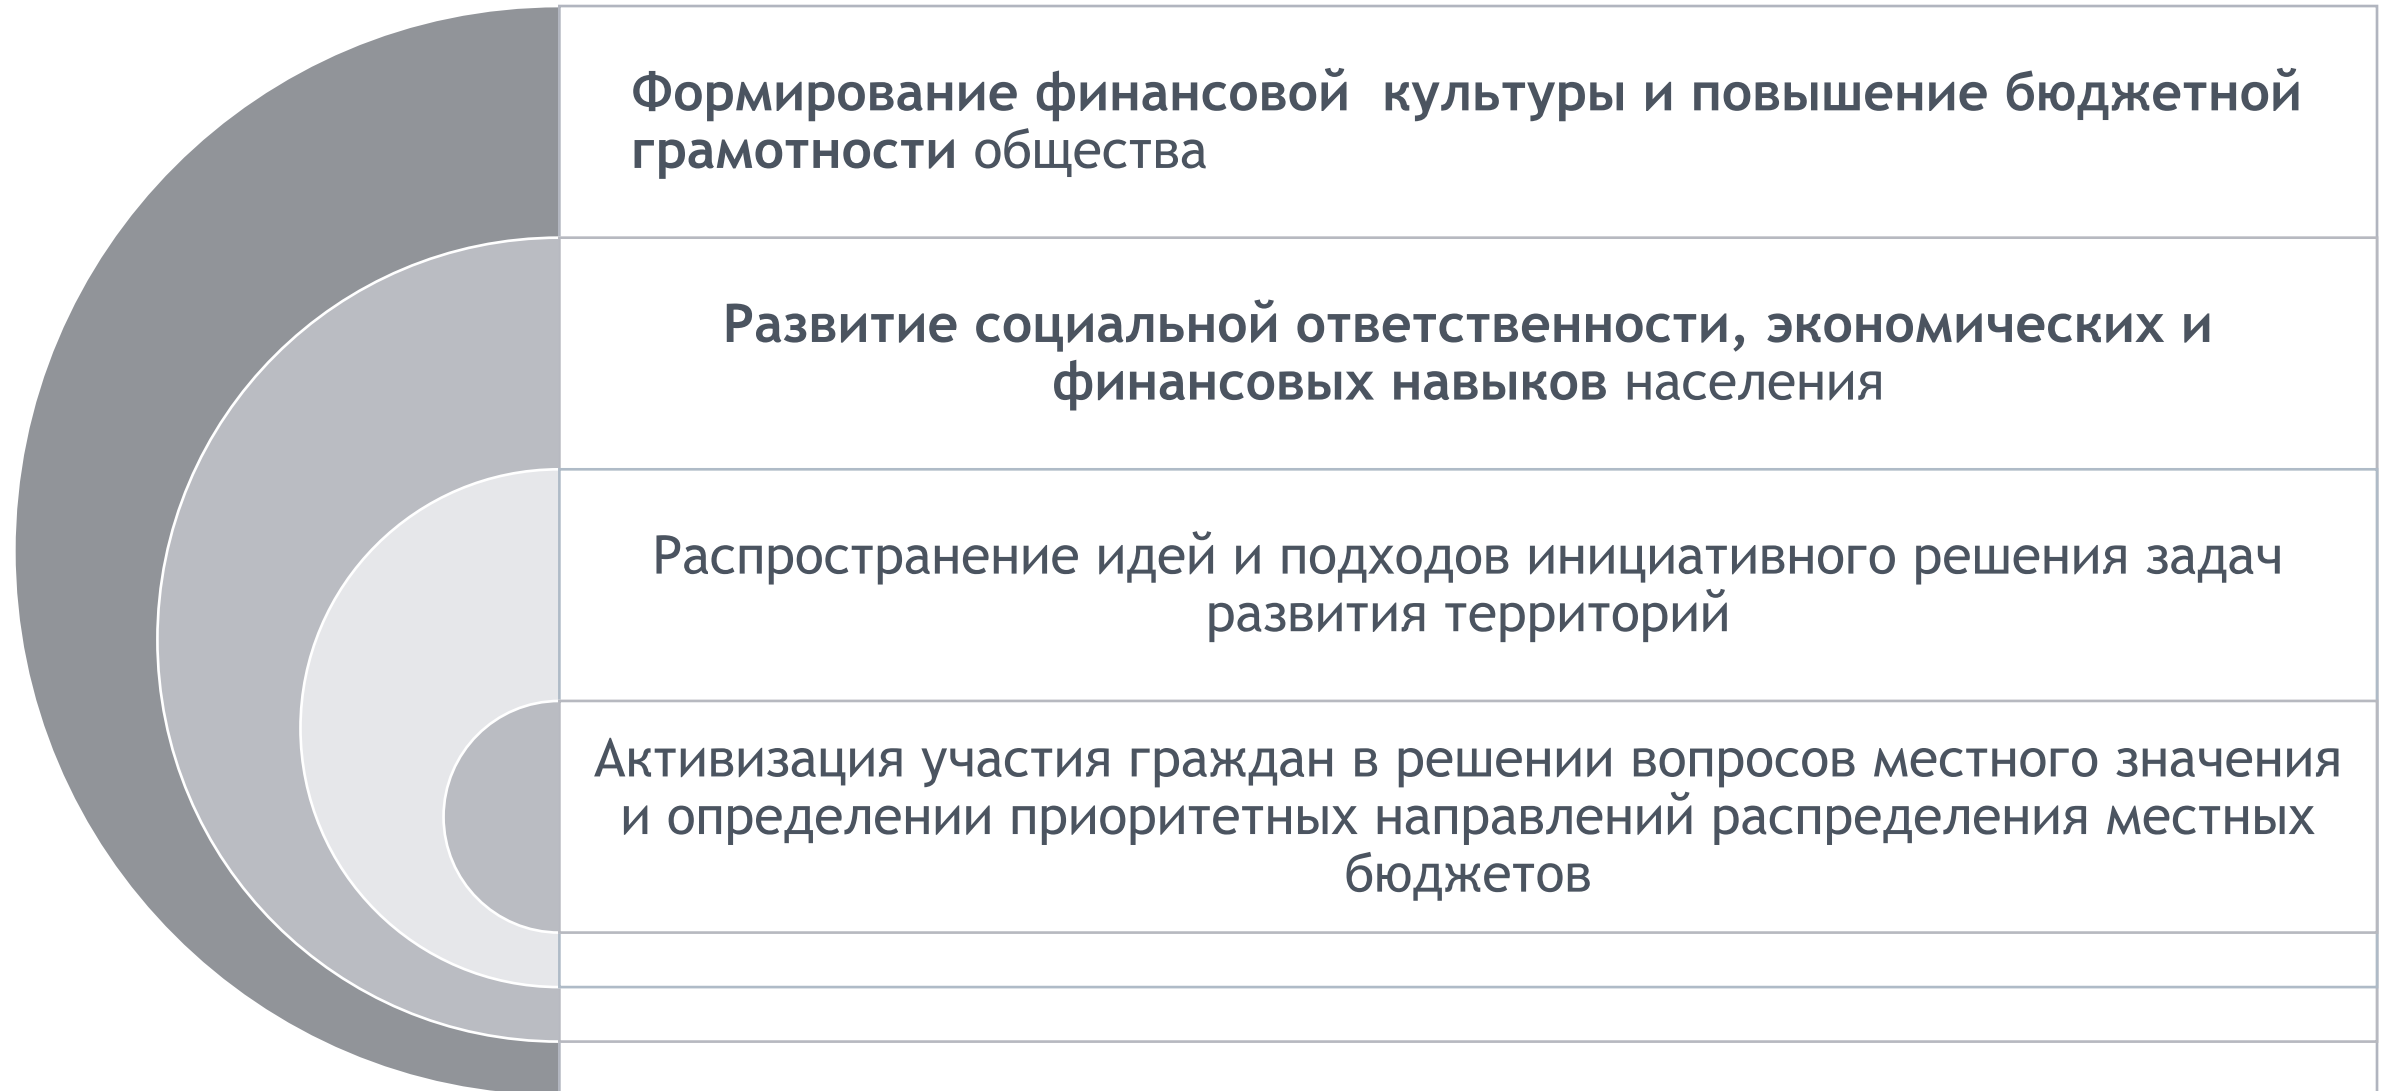 Формирование финансовой  культуры и повышение бюджетной
грамотности общества
Развитие социальной ответственности, экономических и
финансовых навыков населения
Распространение идей и подходов инициативного решения задач
развития территорий
Активизация участия граждан в решении вопросов местного значения
и определении приоритетных направлений распределения местных
бюджетов